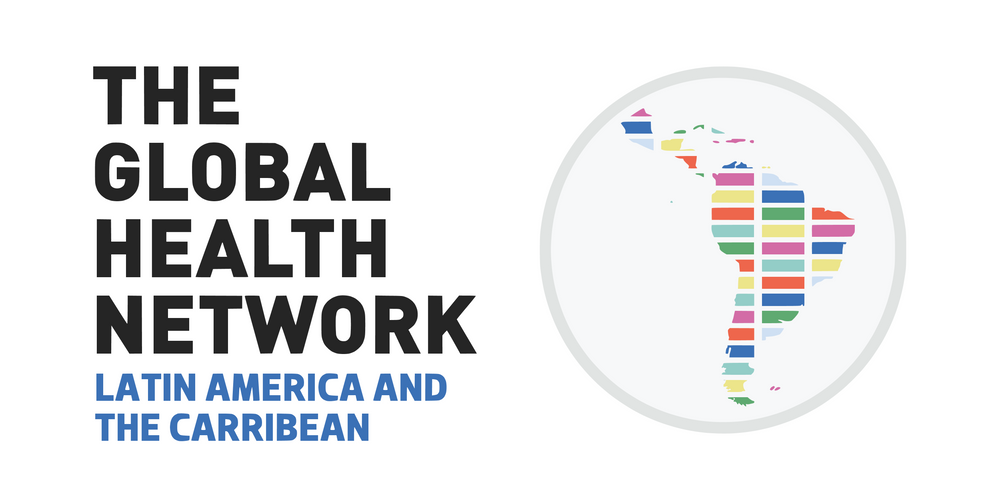 THE
GLOBAL
HEALTH
NETWORK
LATIN AMERICA AND
THE CARRIBEAN